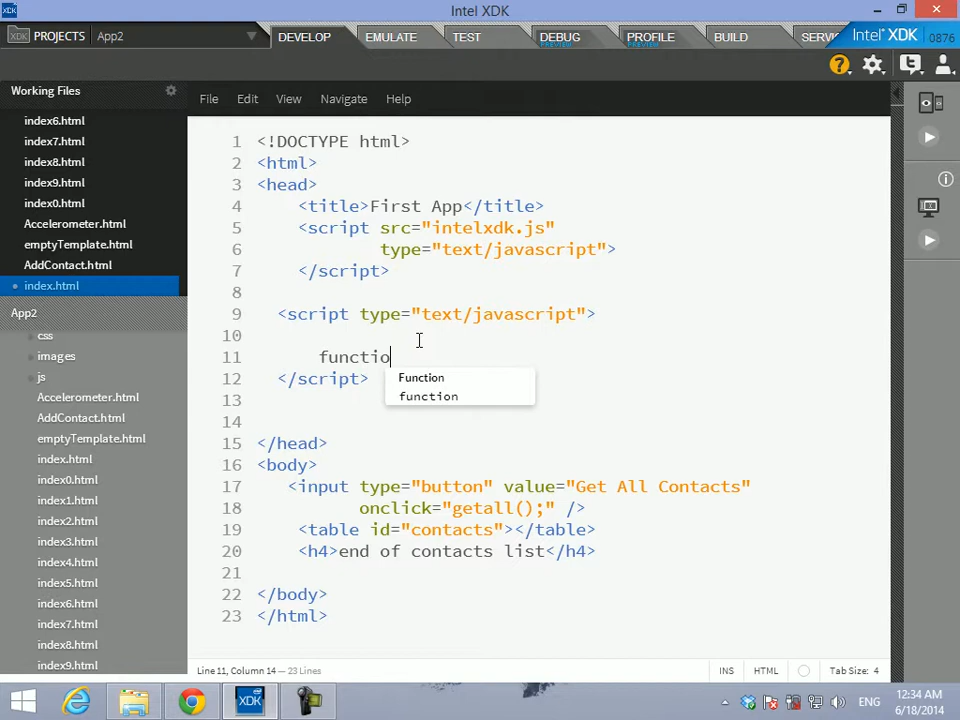 Intel XDK
PROJECTS App2 DEVELOP EMULATE TEST DEBUG PREVIEW PROFILE PREVIEW BUILD SERV Intel XDK 0876
Working Files
File Edit View Navigate Help
index6.html
index7.html
index8.html
index9.html
index0.html
Accelerometer.html
emptyTemplate.html
AddContact.html
index.html
App2
css
images
js
Accelerometer.html
AddContact.html
emptyTemplate.html
index.html
index0.html
index1.html
index2.html
index3.html
index4.html
index5.html
index6.html
index7.html
index8.html
index9.html
1 <!DOCTYPE html>
2 <html>
3 <head>
4 <title>First App</title>
5 <script src="intelxdk.js"
6 type="text/javascript">
7 </script>
8
9 <script type="text/javascript">
10
11 functio
Function
function
12 </script>
13
14
15 </head>
16 <body>
17 <input type="button" value="Get All Contacts"
18 onclick="getall();" />
19 <table id="contacts"></table>
20 <h4>end of contacts list</h4>
21
22 </body>
23 </html>
Line 11, Column 14 — 23 Lines INS HTML Tab Size: 4
XDK ENG 12:34 AM
6/18/2014